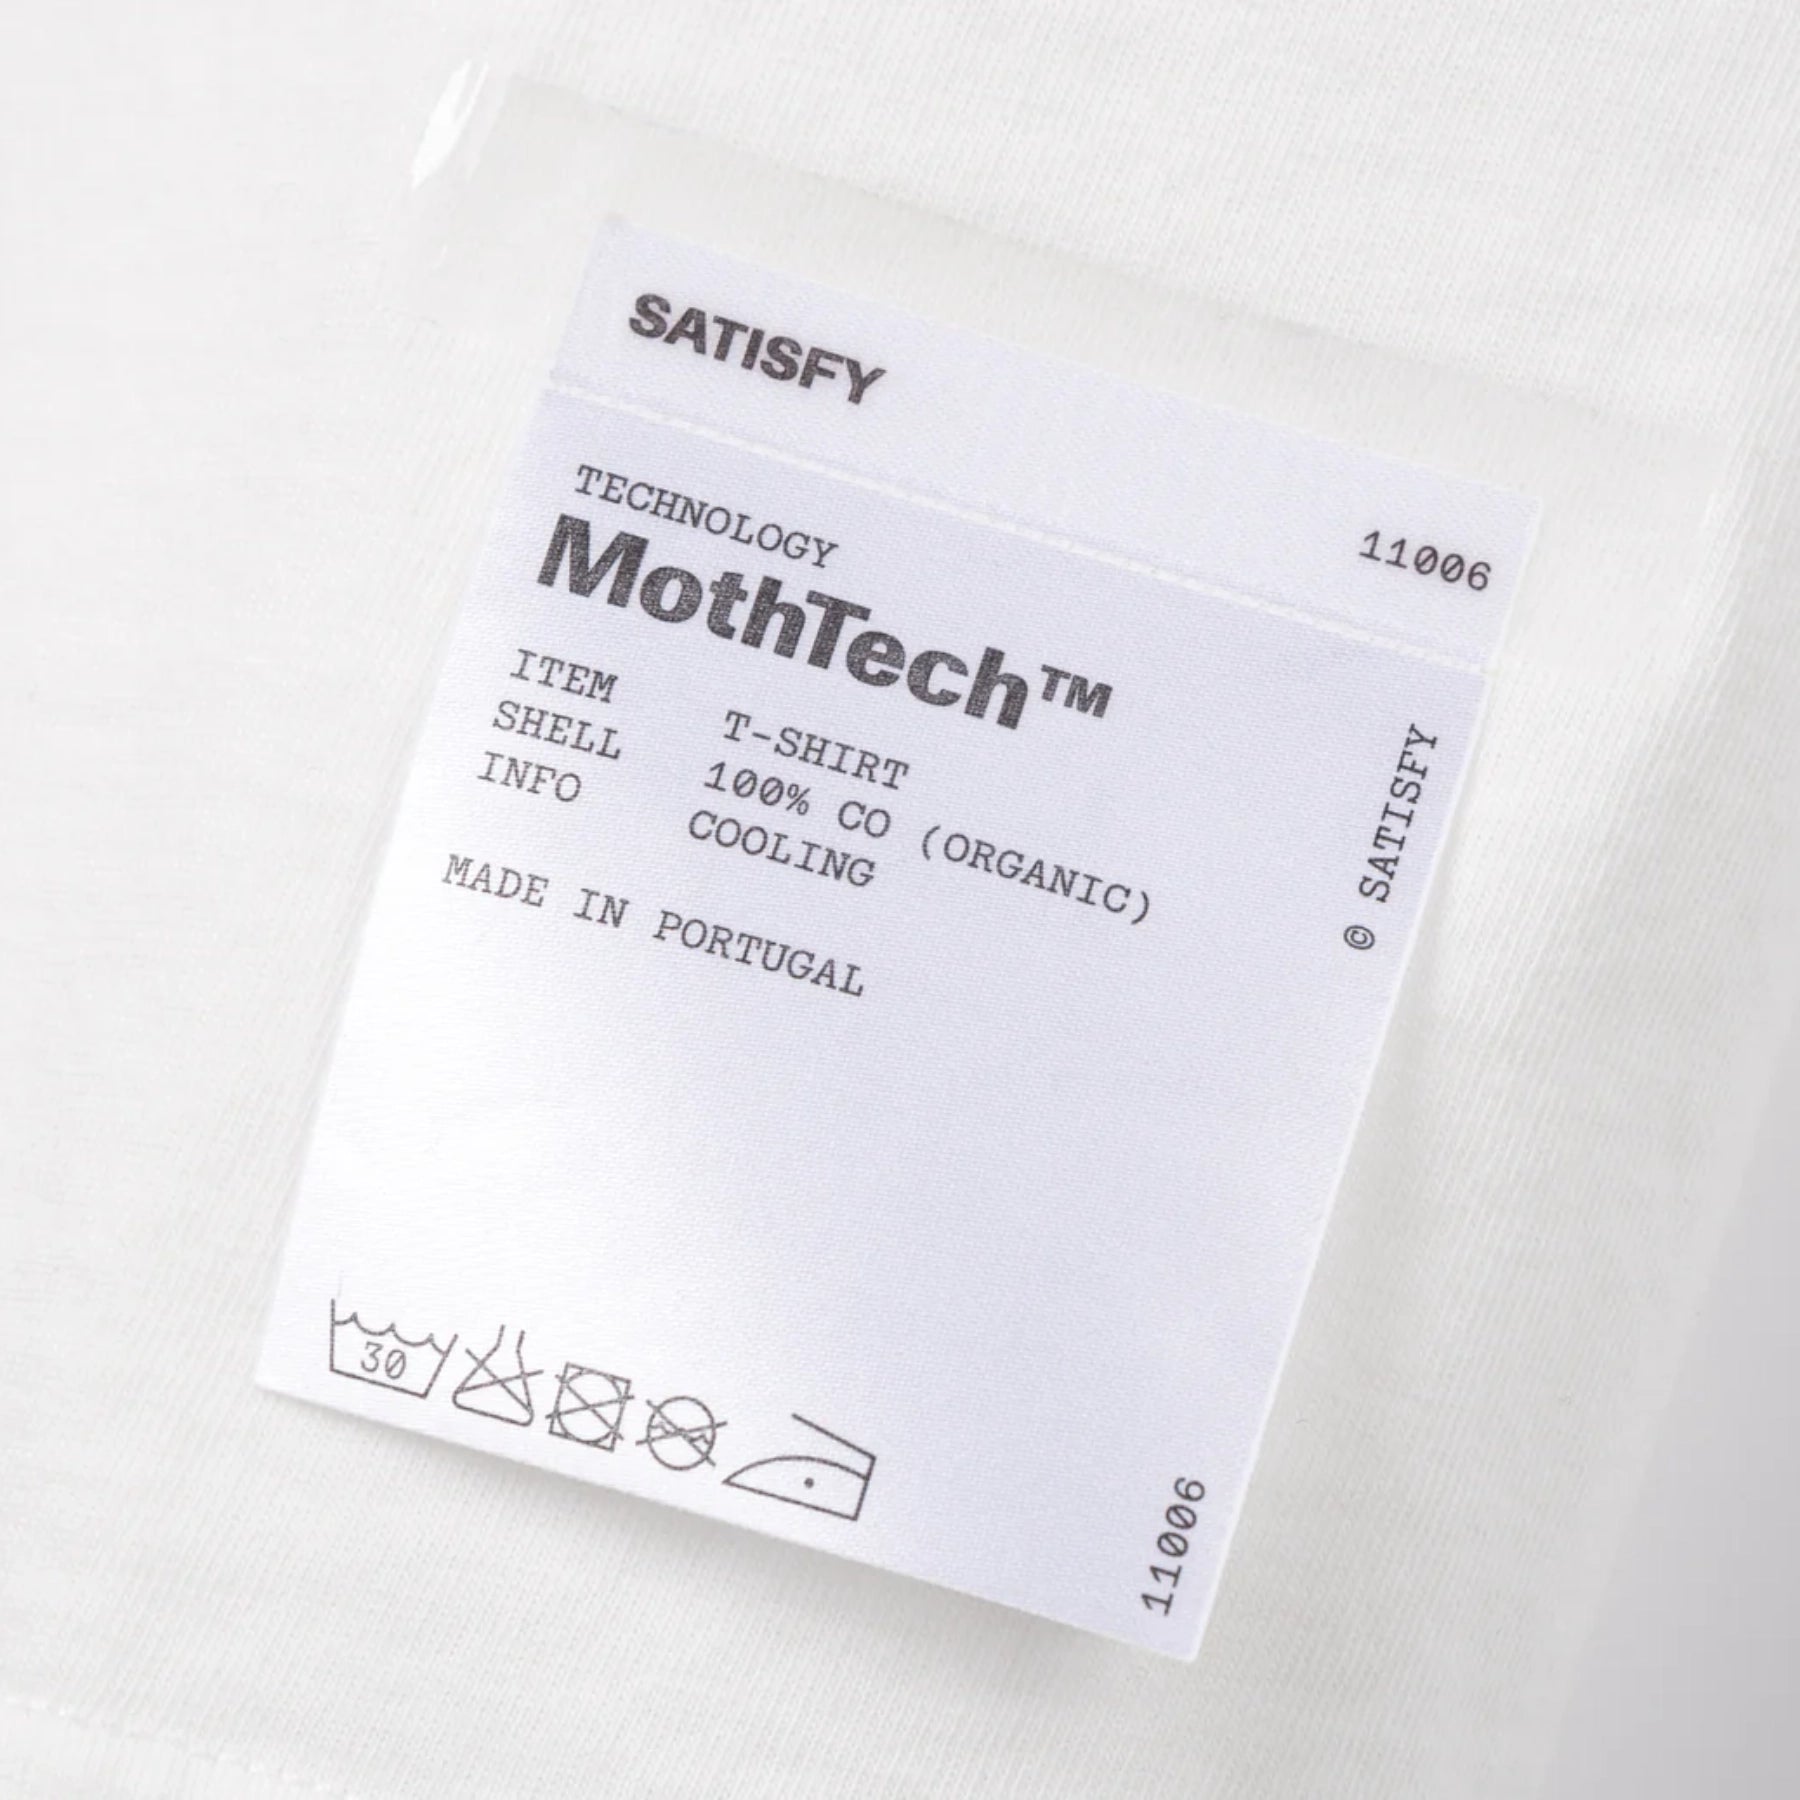 SATISFY
11006
TECHNOLOGY
MothTech™
ITEM T-SHIRT
SHELL 100% CO (ORGANIC)
INFO COOLING
MADE IN PORTUGAL
© SATISFY
30
11006